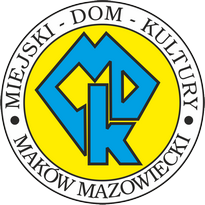 · MIEJSKI - DOM - KULTURY ·
MAKÓW MAZOWIECKI
MDK